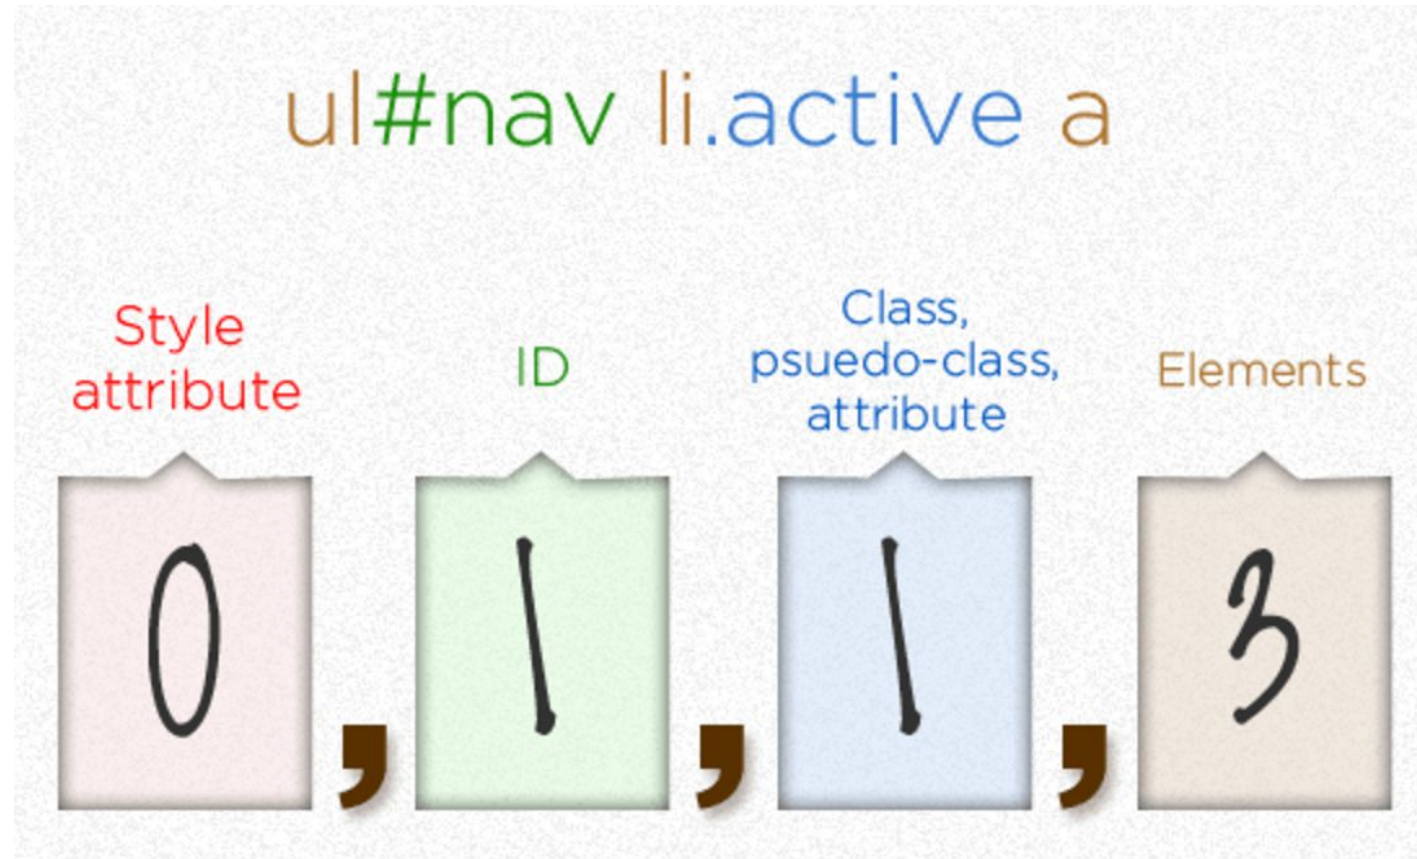 ul#nav li.active a
Style
attribute
ID
Class,
psuedo-class,
attribute
Elements
0 , 1 , 1 , 3